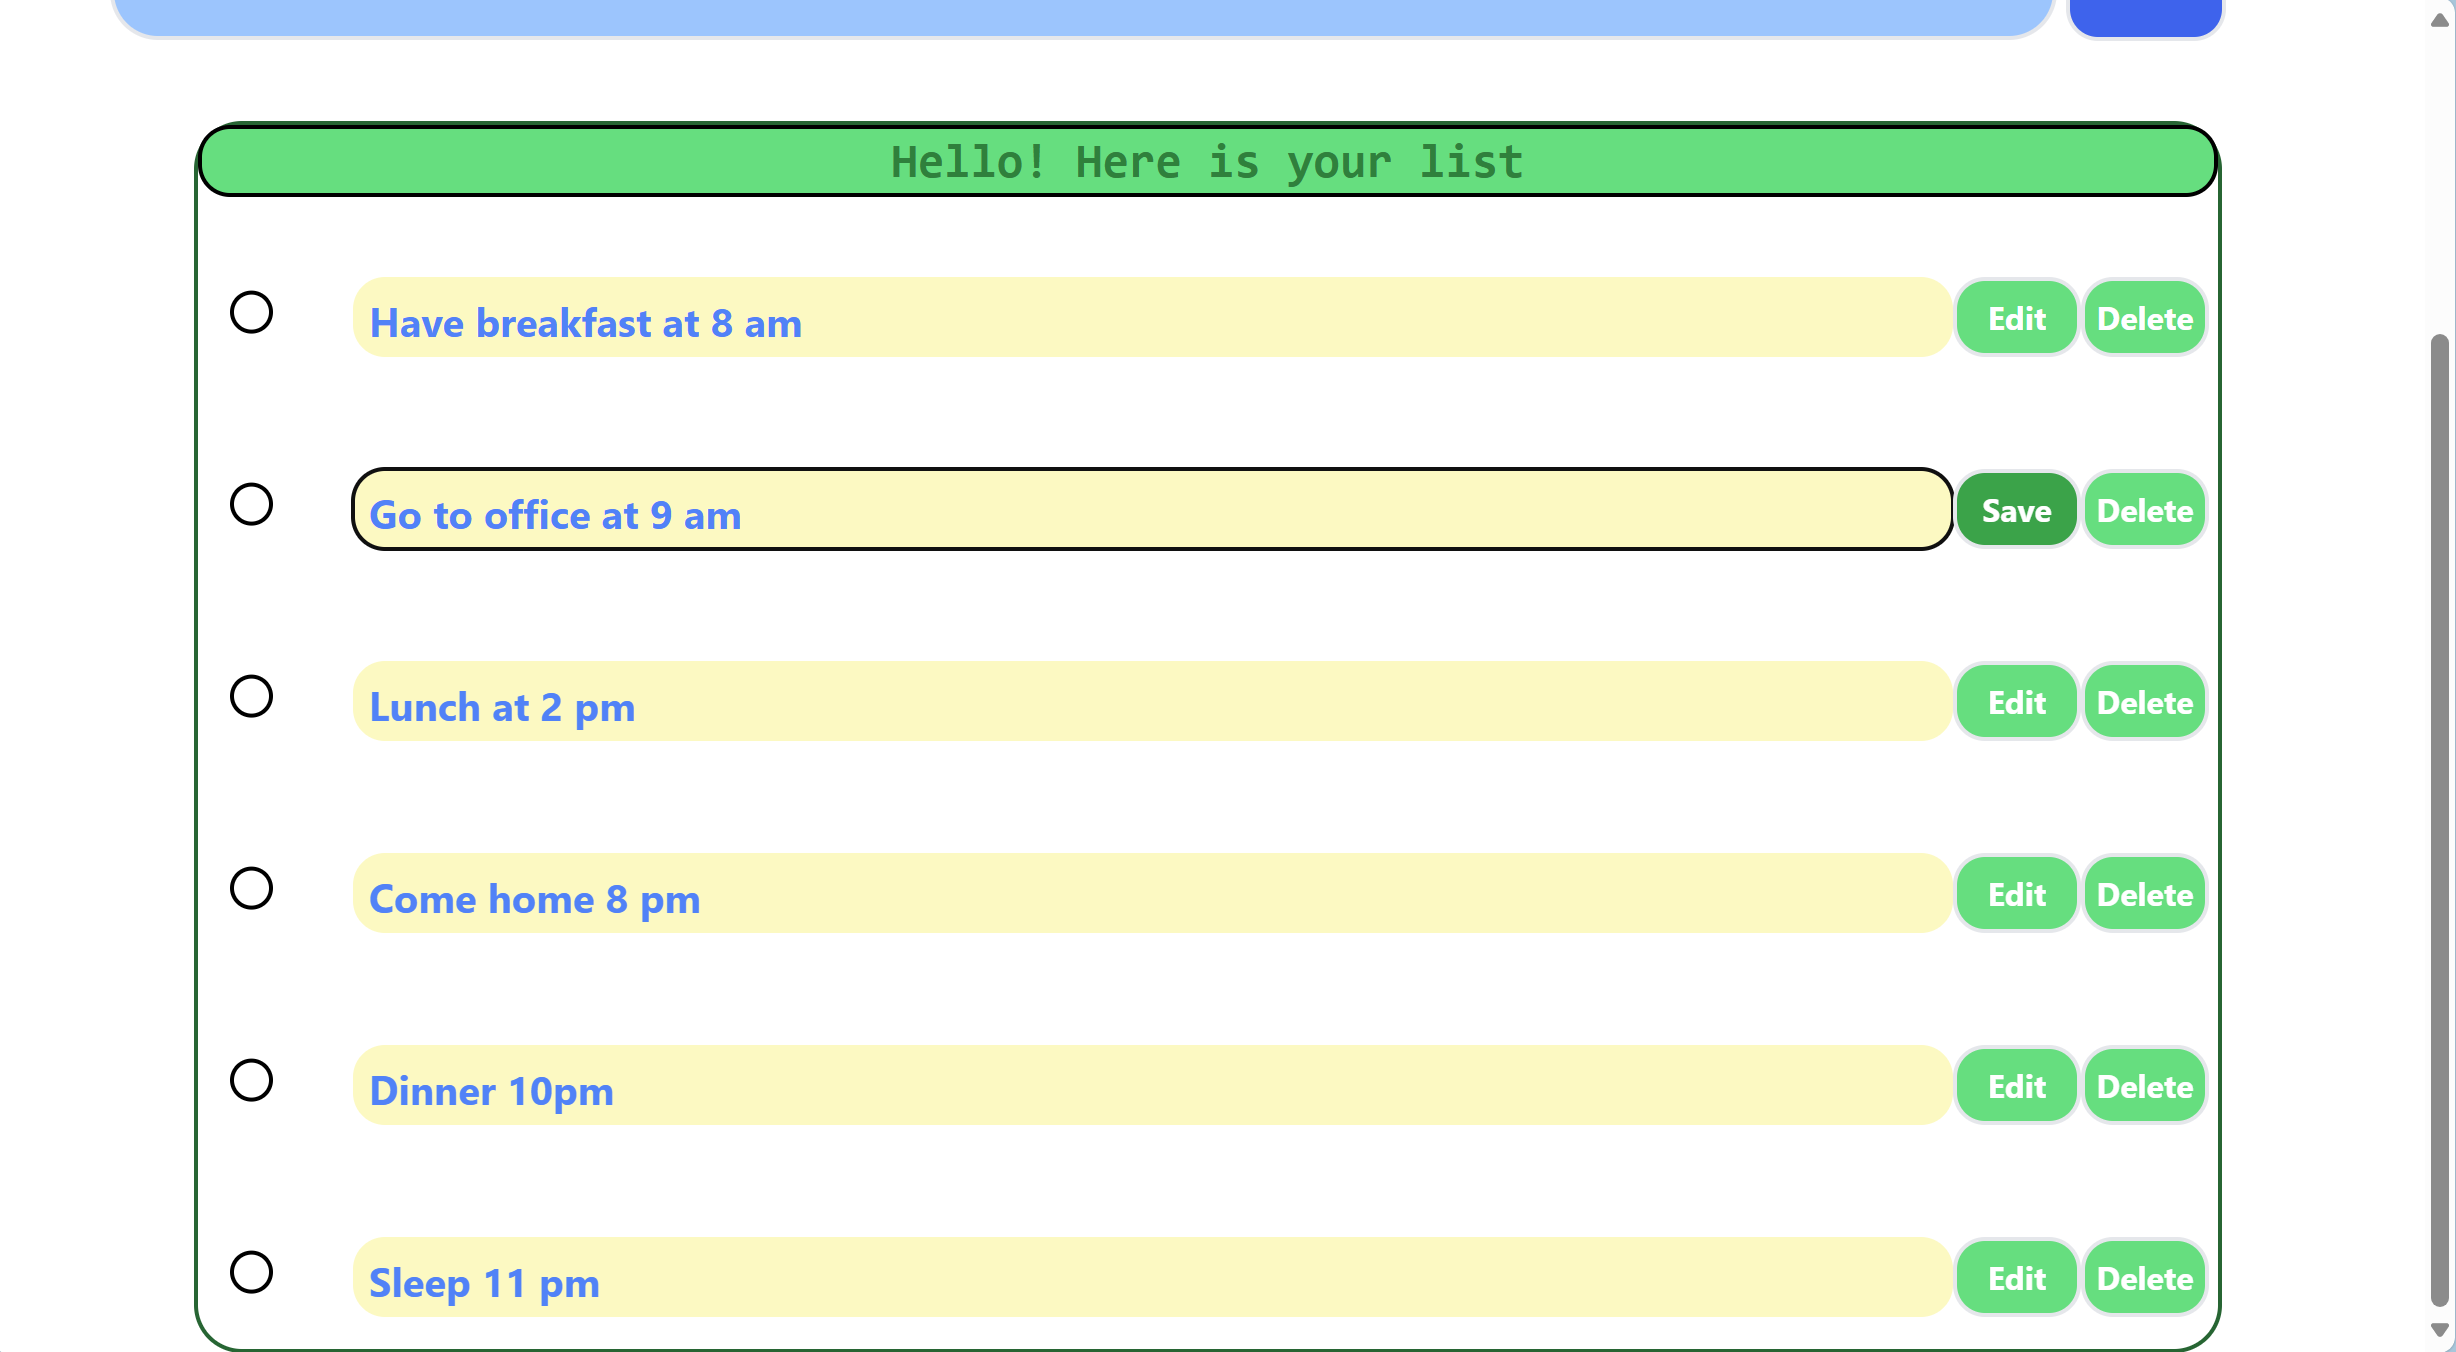 Hello! Here is your list
Have breakfast at 8 am
Edit
Delete
Go to office at 9 am
Save
Delete
Lunch at 2 pm
Edit
Delete
Come home 8 pm
Edit
Delete
Dinner 10pm
Edit
Delete
Sleep 11 pm
Edit
Delete